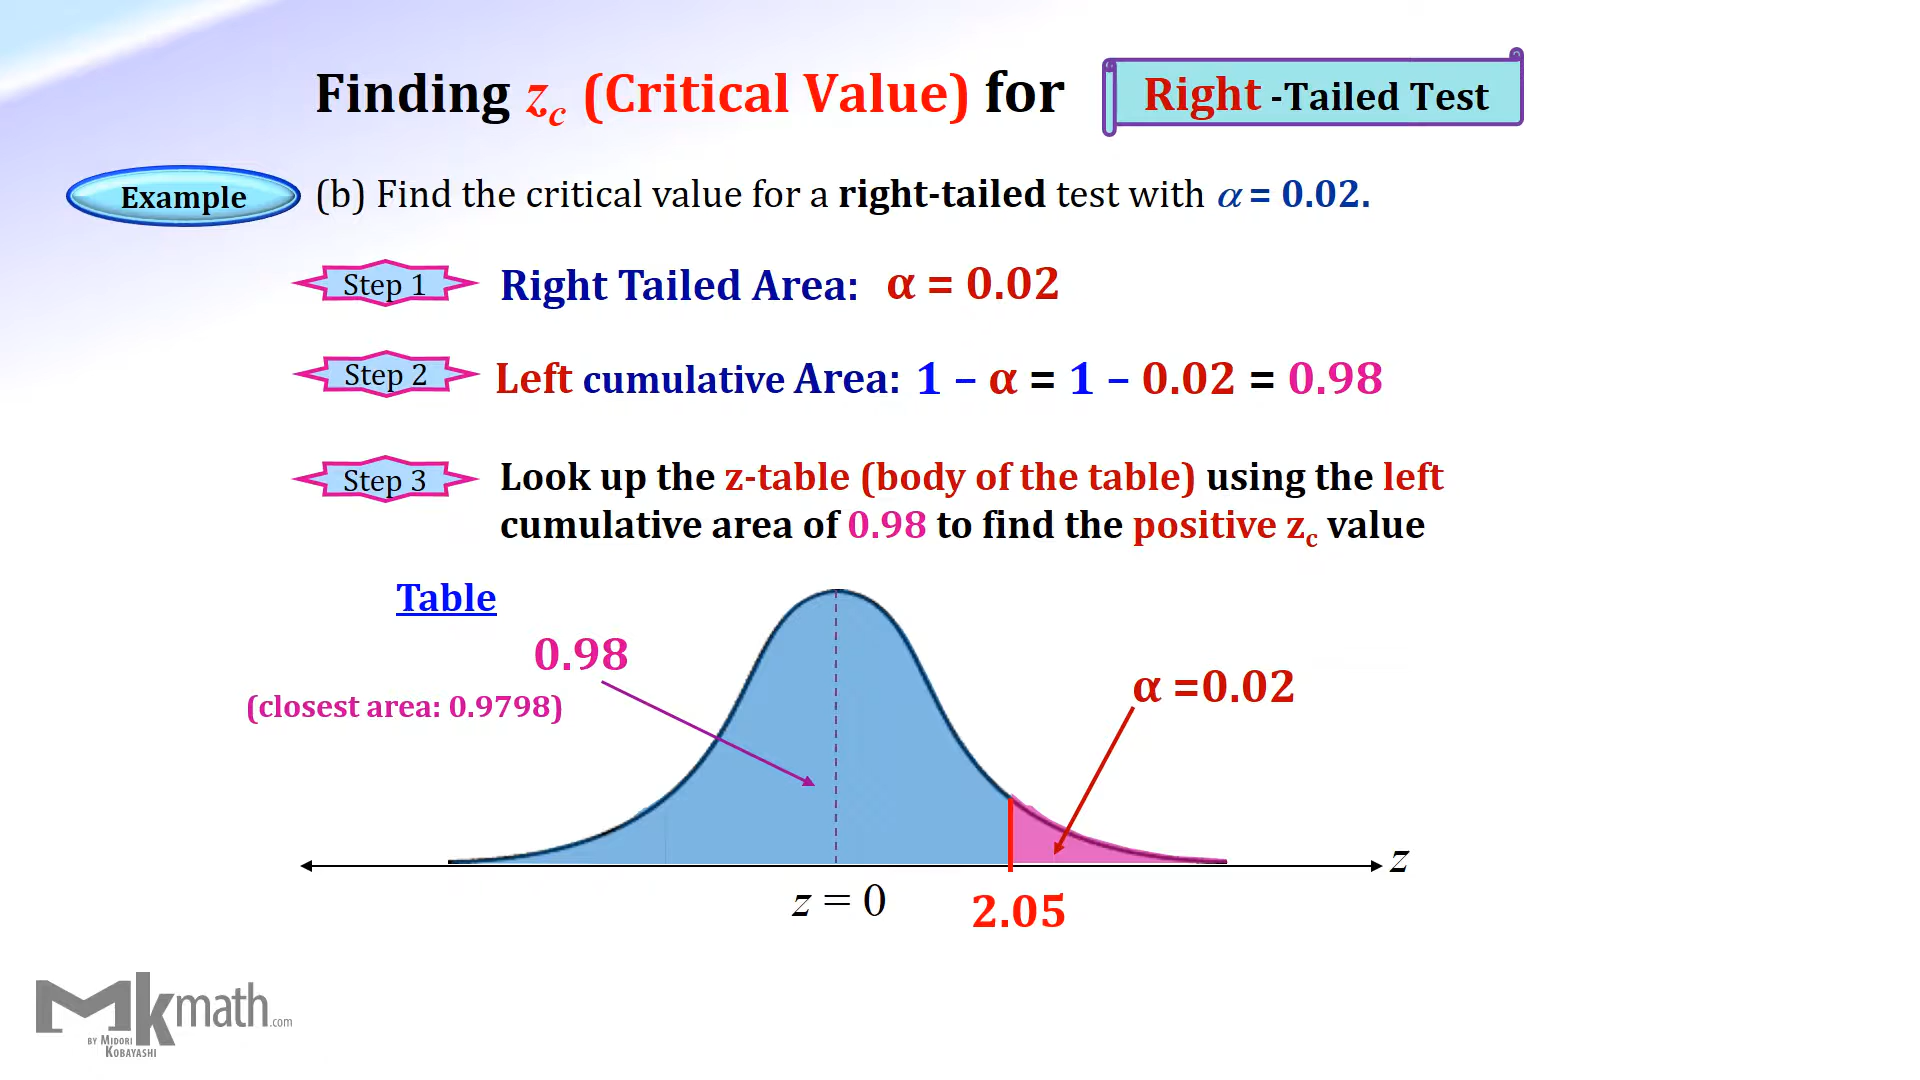 Finding zc (Critical Value) for Right -Tailed Test
Example (b) Find the critical value for a right-tailed test with α = 0.02.
Step 1 Right Tailed Area: α = 0.02
Step 2 Left cumulative Area: 1 – α = 1 – 0.02 = 0.98
Step 3 Look up the z-table (body of the table) using the left
cumulative area of 0.98 to find the positive zc value
Table
0.98
(closest area: 0.9798)
α =0.02
z
z = 0
2.05
Mkmath.com
BY MIDORI
KOBAYASHI